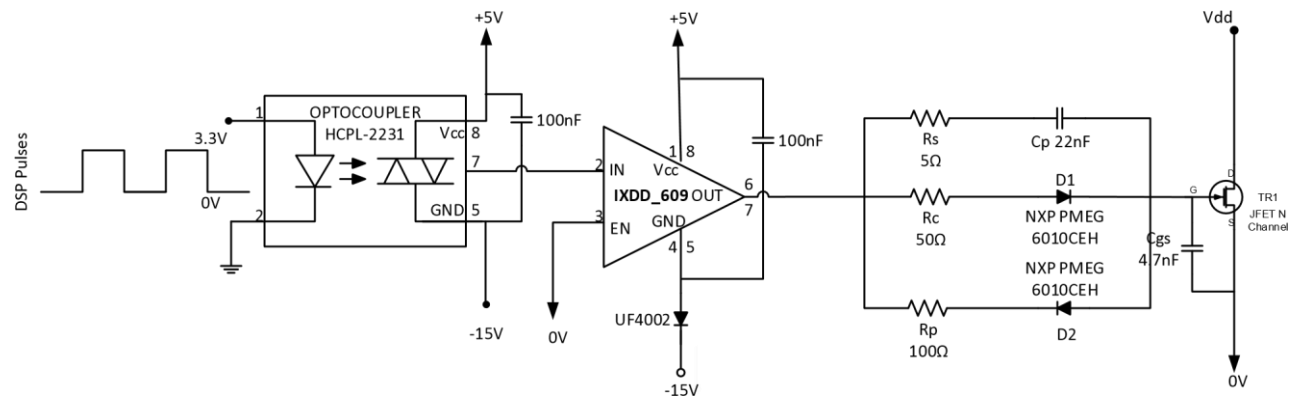 DSP Pulses
3.3V
0V
1
2
OPTOCOUPLER
HCPL-2231
Vcc
8
7
GND
5
+5V
100nF
-15V
2
IN
3
EN
0V
1
8
Vcc
IXDD_609 OUT
GND
4
5
6
7
+5V
100nF
UF4002
-15V
Rs
5Ω
Cp 22nF
Rc
50Ω
D1
NXP PMEG
6010CEH
NXP PMEG
6010CEH
D2
Rp
100Ω
Cgs
4.7nF
Vdd
D
G
S
TR1
JFET N
Channel
0V